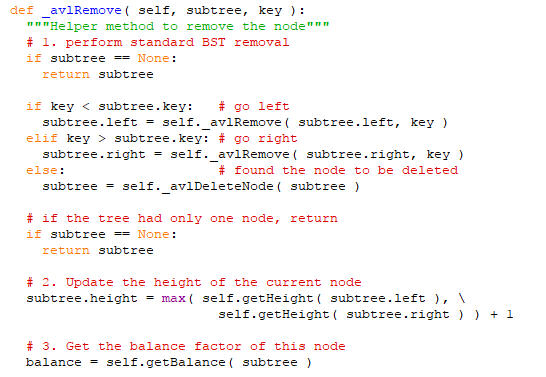 def _avlRemove( self, subtree, key ):
  """Helper method to remove the node"""
  # 1. perform standard BST removal
  if subtree == None:
    return subtree

  if key < subtree.key:   # go left
    subtree.left = self._avlRemove( subtree.left, key )
  elif key > subtree.key: # go right
    subtree.right = self._avlRemove( subtree.right, key )
  else:                   # found the node to be deleted
    subtree = self._avlDeleteNode( subtree )

  # if the tree had only one node, return
  if subtree == None:
    return subtree

  # 2. Update the height of the current node
  subtree.height = max( self.getHeight( subtree.left ), \
                          self.getHeight( subtree.right ) ) + 1

  # 3. Get the balance factor of this node
  balance = self.getBalance( subtree )